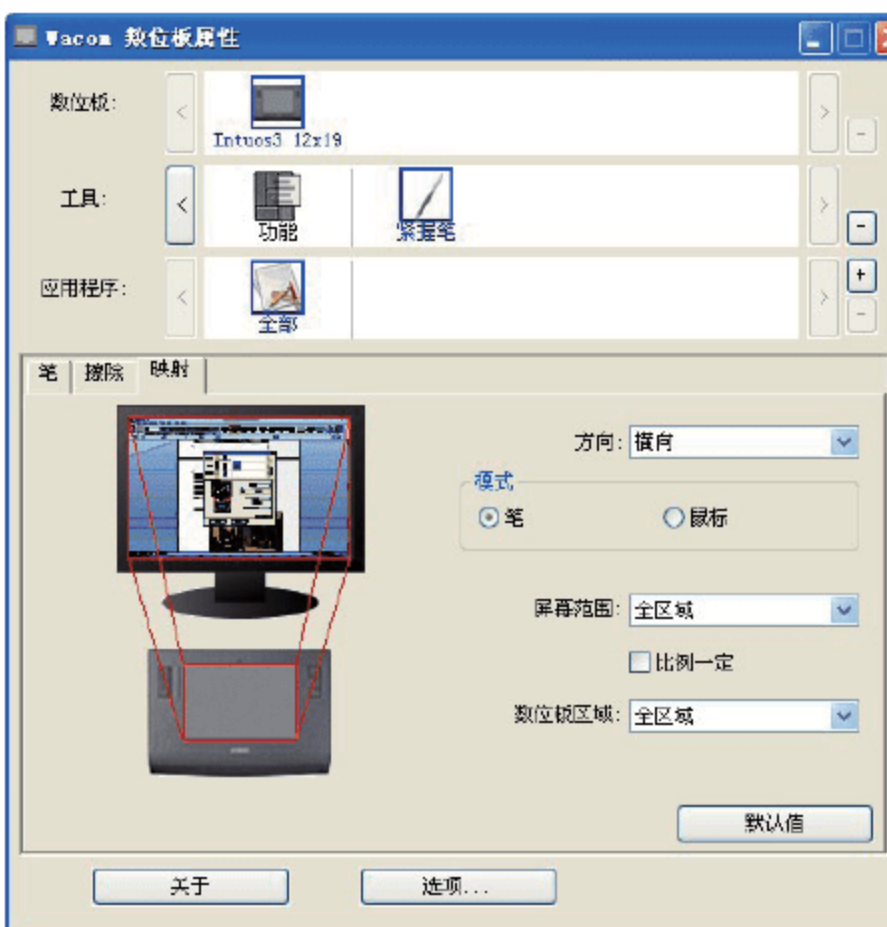 Wacom 数位板属性
数位板:
Intuos3 12x19
工具:
功能
紧握笔
应用程序:
全部
笔 擦除 映射
方向: 横向
模式
笔 鼠标
屏幕范围: 全区域
比例一定
数位板区域: 全区域
默认值
关于 选项...